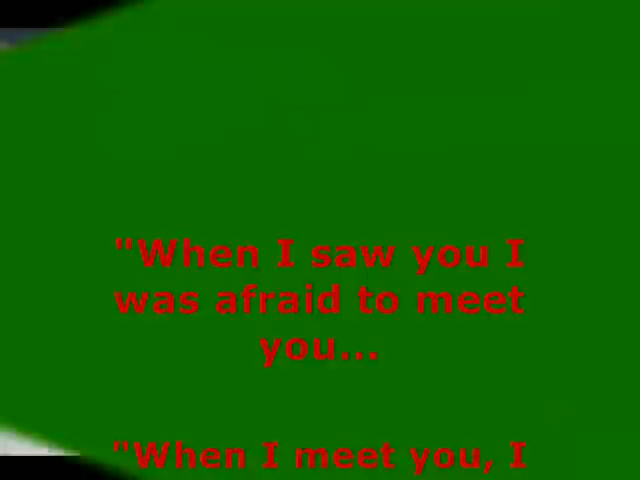 "When I saw you I
was afraid to meet
you...
"When I meet you, I